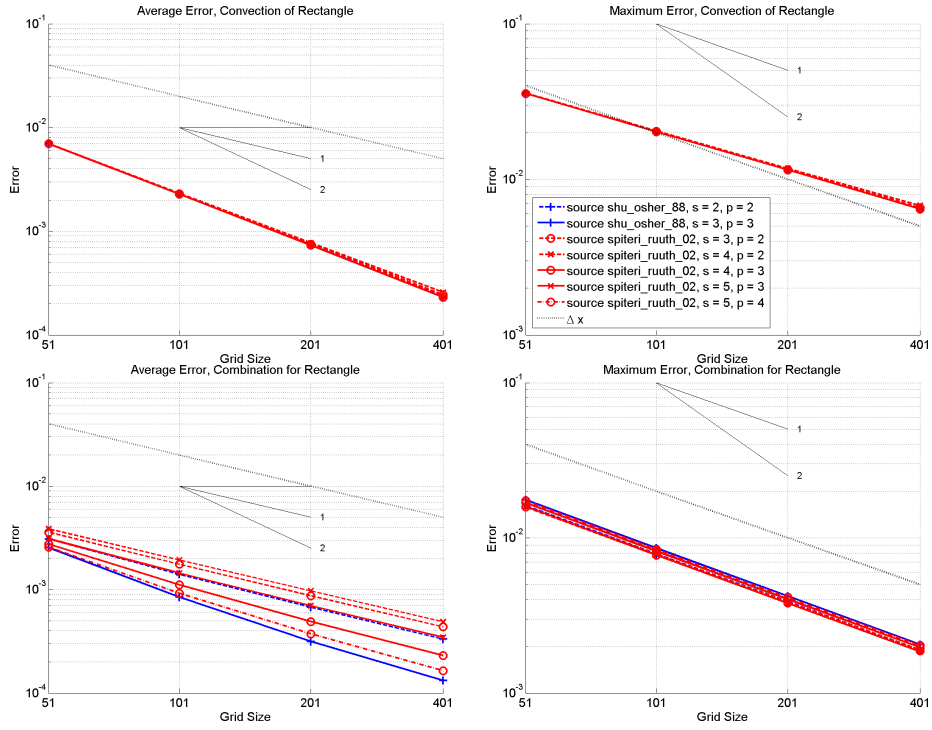 Average Error, Convection of Rectangle
10-1
10-2
10-3
10-4
Error
1
2
51
101
201
401
Grid Size
Maximum Error, Convection of Rectangle
10-1
10-2
10-3
Error
1
2
source shu_osher_88, s = 2, p = 2
source shu_osher_88, s = 3, p = 3
source spiteri_ruuth_02, s = 3, p = 2
source spiteri_ruuth_02, s = 4, p = 2
source spiteri_ruuth_02, s = 4, p = 3
source spiteri_ruuth_02, s = 5, p = 3
source spiteri_ruuth_02, s = 5, p = 4
Δ x
51
101
201
401
Grid Size
Average Error, Combination for Rectangle
10-1
10-2
10-3
10-4
Error
1
2
51
101
201
401
Grid Size
Maximum Error, Combination for Rectangle
10-1
10-2
10-3
Error
1
2
51
101
201
401
Grid Size